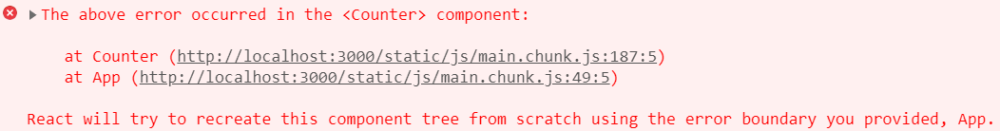 The above error occurred in the <Counter> component:
at Counter (http://localhost:3000/static/js/main.chunk.js:187:5)
at App (http://localhost:3000/static/js/main.chunk.js:49:5)
React will try to recreate this component tree from scratch using the error boundary you provided, App.